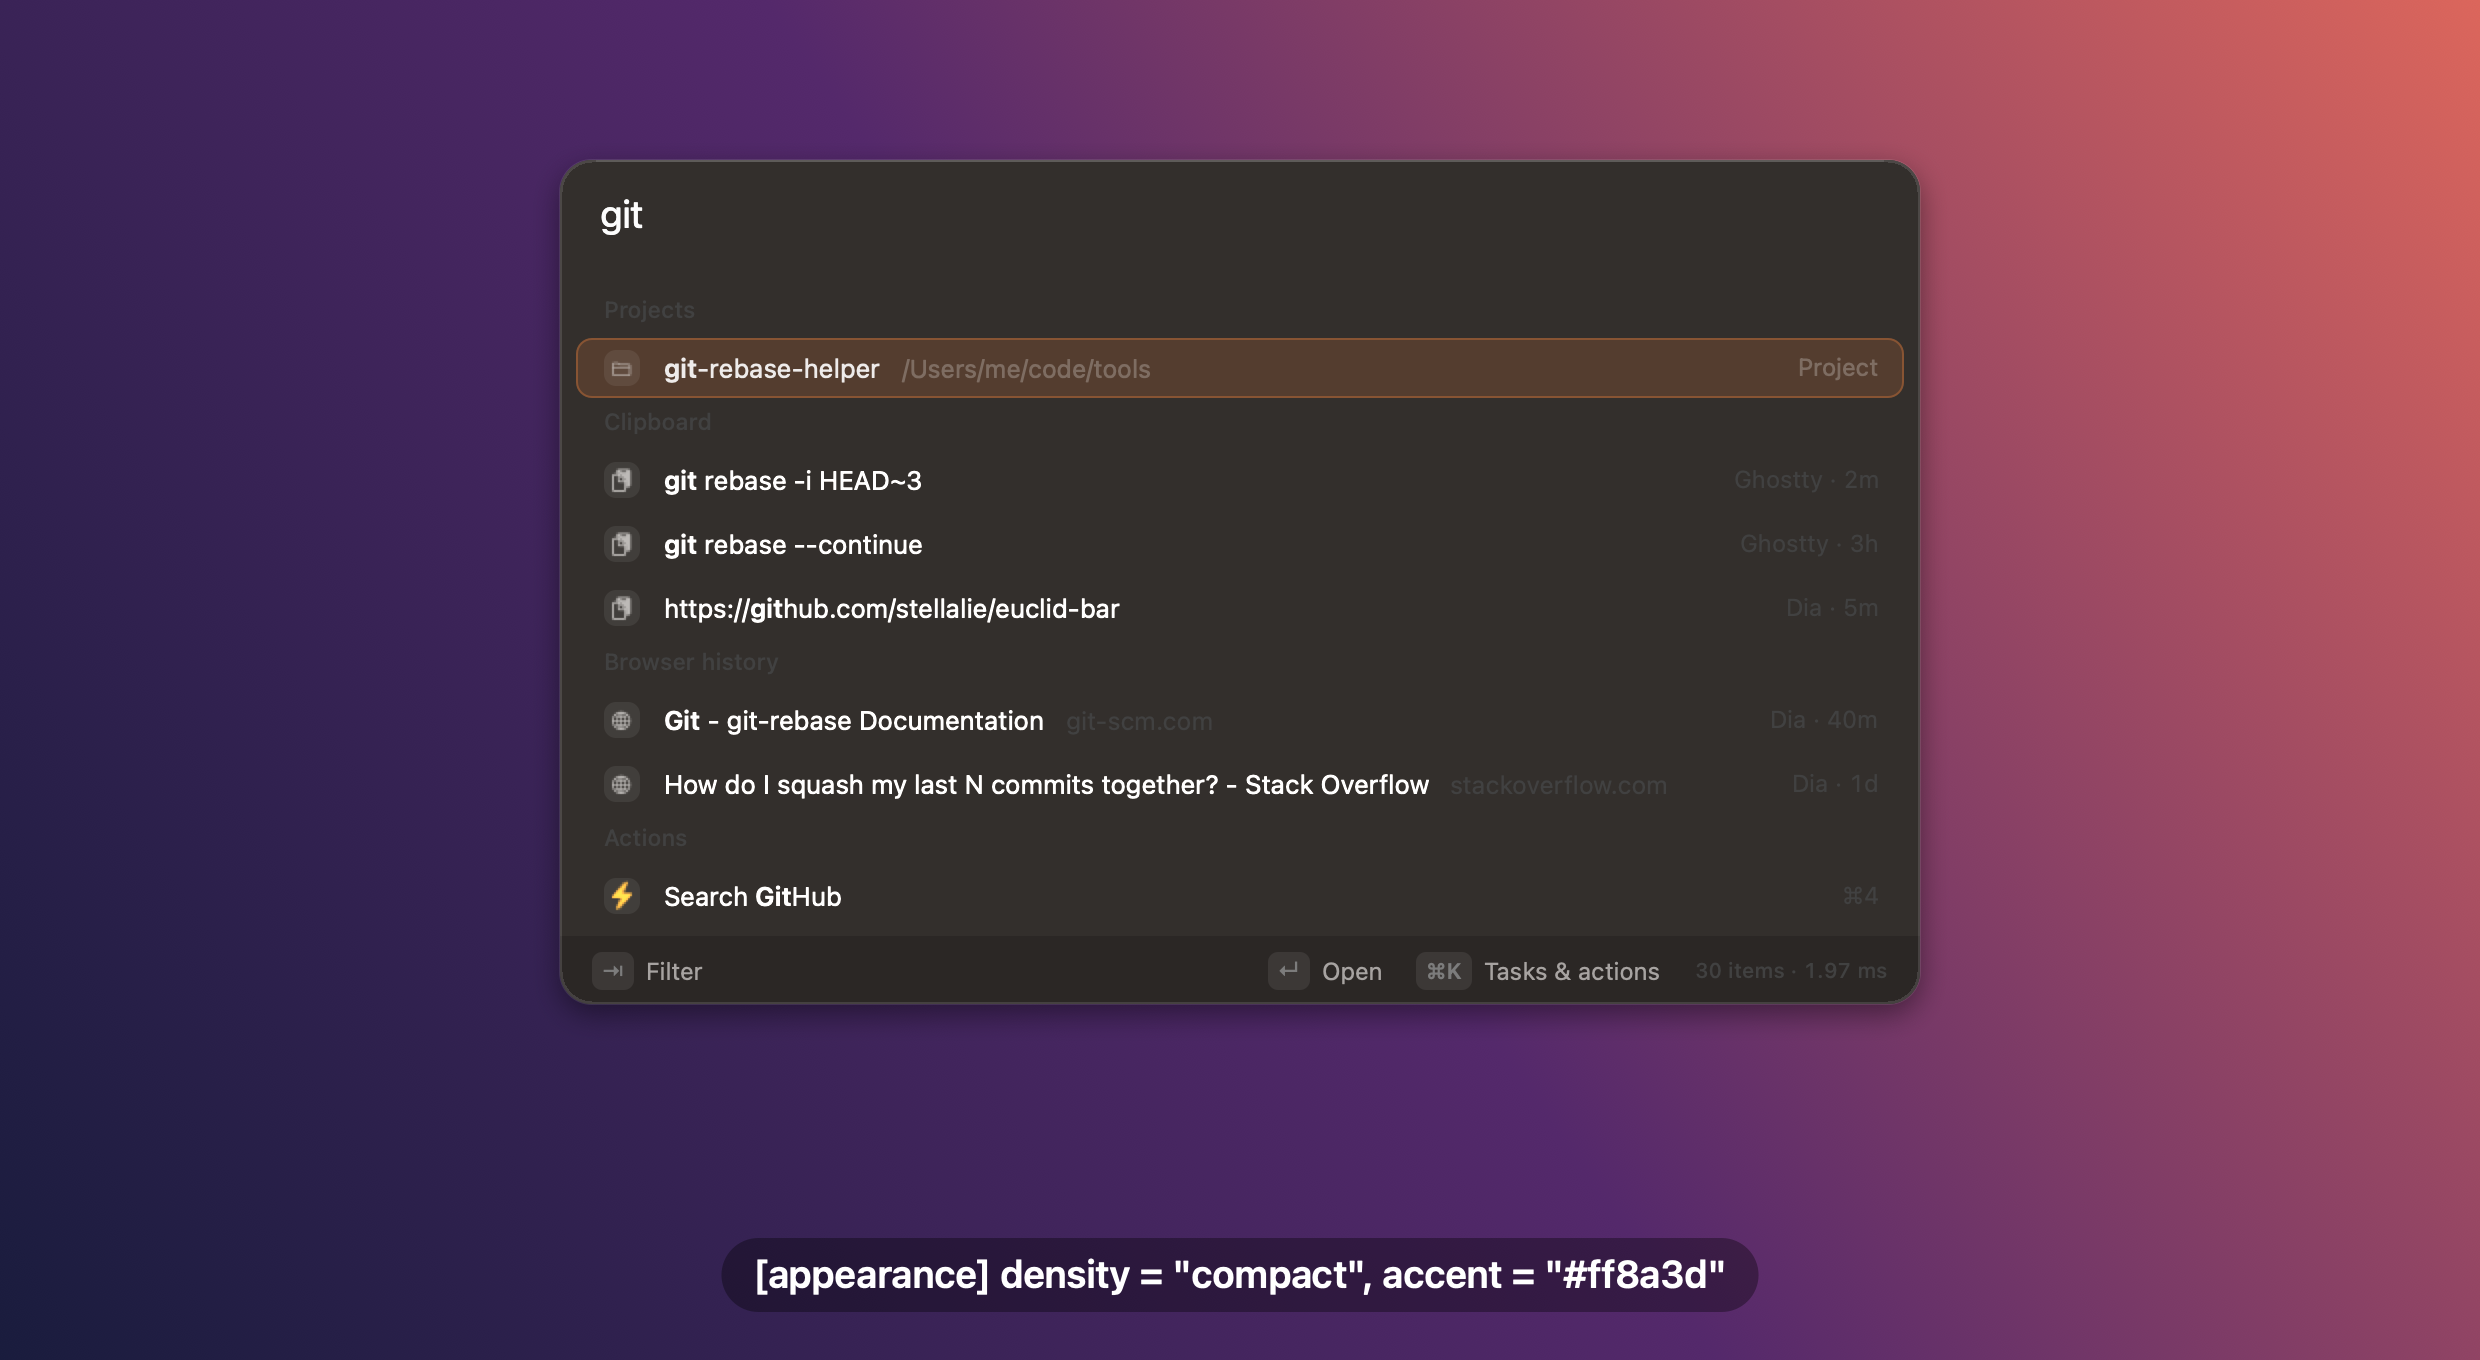 git
Projects
git-rebase-helper /Users/me/code/tools Project
Clipboard
git rebase -i HEAD~3 Ghostty · 2m
git rebase --continue Ghostty · 3h
https://github.com/stellalie/euclid-bar Dia · 5m
Browser history
Git - git-rebase Documentation git-scm.com Dia · 40m
How do I squash my last N commits together? - Stack Overflow stackoverflow.com Dia · 1d
Actions
Search GitHub ⌘4
⇥ Filter ↵ Open ⌘K Tasks & actions 30 items · 1.97 ms
[appearance] density = "compact", accent = "#ff8a3d"